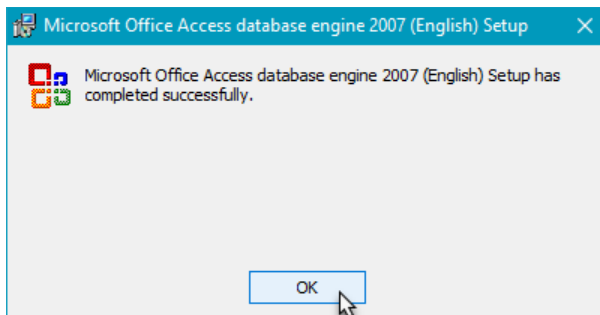 Microsoft Office Access database engine 2007 (English) Setup
Microsoft Office Access database engine 2007 (English) Setup has
completed successfully.
OK